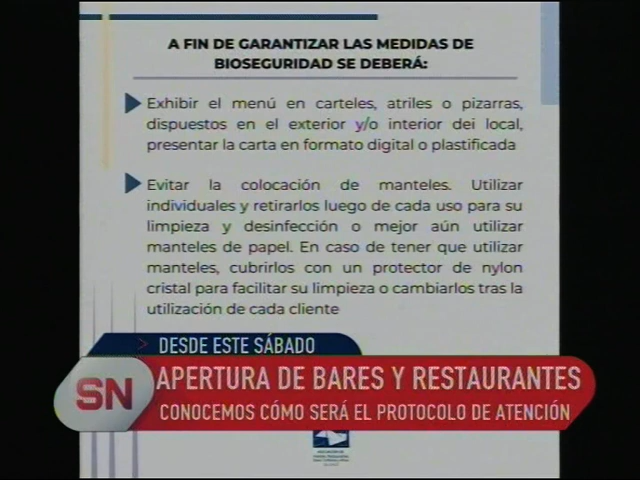 A FIN DE GARANTIZAR LAS MEDIDAS DE
BIOSEGURIDAD SE DEBERÁ:
Exhibir el menú en carteles, atriles o pizarras,
dispuestos en el exterior y/o interior del local,
presentar la carta en formato digital o plastificada
Evitar la colocación de manteles. Utilizar
individuales y retirarlos luego de cada uso para su
limpieza y desinfección o mejor aún utilizar
manteles de papel. En caso de tener que utilizar
manteles, cubrirlos con un protector de nylon
cristal para facilitar su limpieza o cambiarlos tras la
utilización de cada cliente
> DESDE ESTE SÁBADO
SN
APERTURA DE BARES Y RESTAURANTES
CONOCEMOS CÓMO SERÁ EL PROTOCOLO DE ATENCIÓN